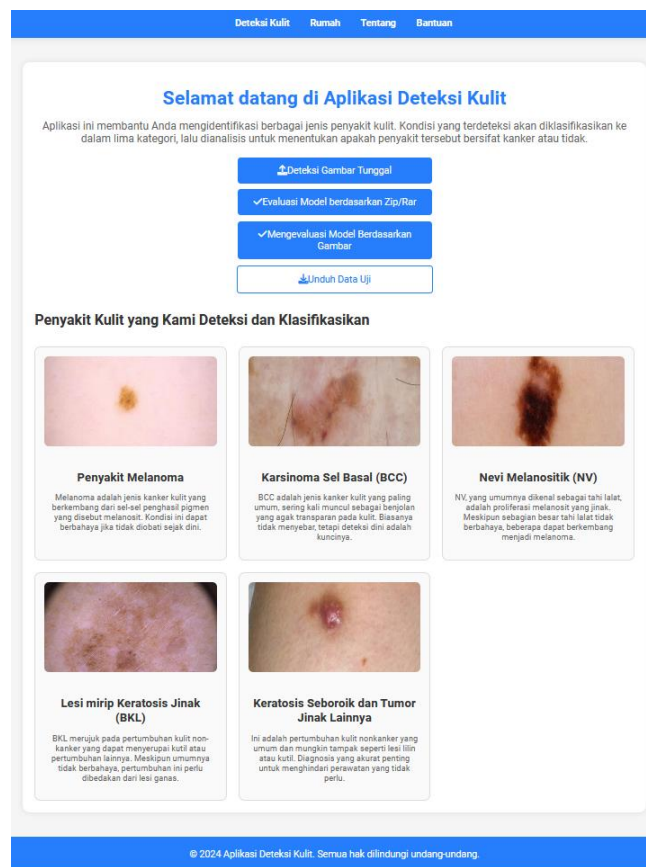 Deteksi Kulit Rumah Tentang Bantuan
Selamat datang di Aplikasi Deteksi Kulit
Aplikasi ini membantu Anda mengidentifikasi berbagai jenis penyakit kulit. Kondisi yang terdeteksi akan diklasifikasikan ke
dalam lima kategori, lalu dianalisis untuk menentukan apakah penyakit tersebut bersifat kanker atau tidak.
Deteksi Gambar Tunggal
Evaluasi Model berdasarkan Zip/Rar
Mengevaluasi Model Berdasarkan
Gambar
Unduh Data Uji
Penyakit Kulit yang Kami Deteksi dan Klasifikasikan
Penyakit Melanoma
Melanoma adalah jenis kanker kulit yang
berkembang dari sel-sel penghasil pigmen
yang disebut melanosit. Kondisi ini dapat
berbahaya jika tidak diobati sejak dini.
Karsinoma Sel Basal (BCC)
BCC adalah jenis kanker kulit yang paling
umum, sering kali muncul sebagai benjolan
yang agak transparan pada kulit. Biasanya
tidak menyebar, tetapi deteksi dini adalah
kuncinya.
Nevi Melanositik (NV)
NV, yang umumnya dikenal sebagai tahi lalat,
adalah proliferasi melanosit yang jinak.
Meskipun sebagian besar tahi lalat tidak
berbahaya, beberapa dapat berkembang
menjadi melanoma.
Lesi mirip Keratosis Jinak
(BKL)
BKL merujuk pada pertumbuhan kulit non-
kanker yang dapat menyerupai kutil atau
pertumbuhan lainnya. Meskipun umumnya
tidak berbahaya, pertumbuhan ini perlu
dibedakan dari lesi ganas.
Keratosis Seboroik dan Tumor
Jinak Lainnya
Ini adalah pertumbuhan kulit nonkanker yang
umum dan mungkin tampak seperti lesi lilin
atau kutil. Diagnosis yang akurat penting
untuk menghindari perawatan yang tidak
perlu.
© 2024 Aplikasi Deteksi Kulit. Semua hak dilindungi undang-undang.